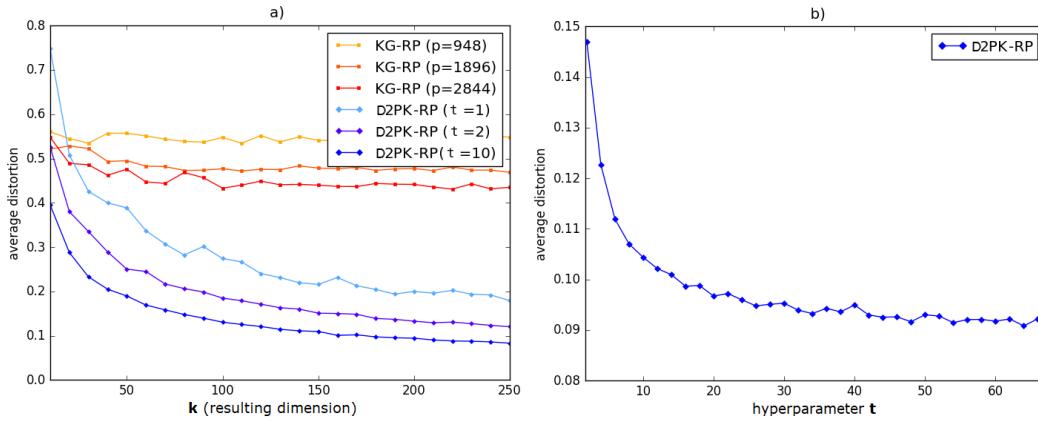 a)
0.8
0.7
0.6
0.5
0.4
0.3
0.2
0.1
0.0
average distortion
KG-RP (p=948)
KG-RP (p=1896)
KG-RP (p=2844)
D2PK-RP ( t =1)
D2PK-RP ( t =2)
D2PK-RP ( t =10)
50
100
150
200
250
k (resulting dimension)
b)
0.15
0.14
0.13
0.12
0.11
0.10
0.09
0.08
average distortion
D2PK-RP
10
20
30
40
50
60
hyperparameter t